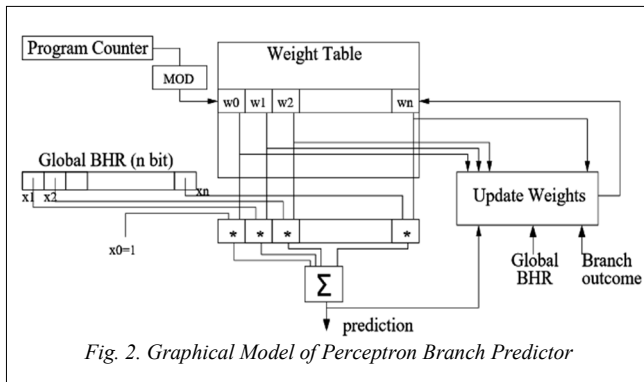 Program Counter
MOD
Weight Table
w0 w1 w2 wn
Global BHR (n bit)
x1 x2 xn
Update Weights
x0=1
* * * *
Σ
Global BHR
Branch outcome
prediction
Fig. 2. Graphical Model of Perceptron Branch Predictor